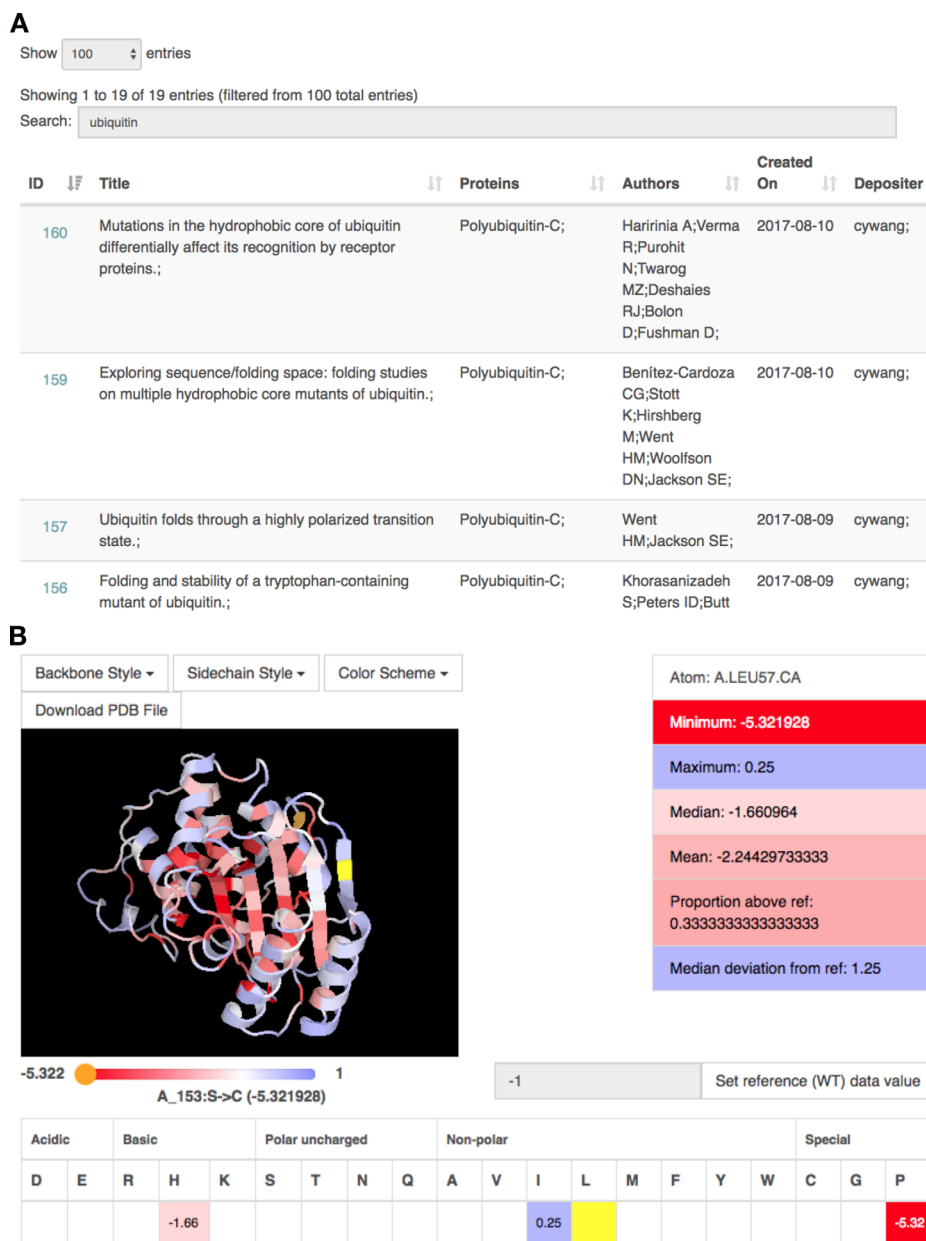 A
Show 100 entries
Showing 1 to 19 of 19 entries (filtered from 100 total entries)
Search: ubiquitin
ID Title Proteins Authors Created On Depositer
160 Mutations in the hydrophobic core of ubiquitin Polyubiquitin-C; Haririnia A;Verma 2017-08-10 cywang;
differentially affect its recognition by receptor R;Purohit
proteins.; N;Twarog
MZ;Deshaies
RJ;Bolon
D;Fushman D;
159 Exploring sequence/folding space: folding studies Polyubiquitin-C; Benítez-Cardoza 2017-08-10 cywang;
on multiple hydrophobic core mutants of ubiquitin.; CG;Stott
K;Hirshberg
M;Went
HM;Woolfson
DN;Jackson SE;
157 Ubiquitin folds through a highly polarized transition Polyubiquitin-C; Went 2017-08-09 cywang;
state.; HM;Jackson SE;
156 Folding and stability of a tryptophan-containing Polyubiquitin-C; Khorasanizadeh 2017-08-09 cywang;
mutant of ubiquitin.; S;Peters ID;Butt
B
Backbone Style Sidechain Style Color Scheme
Download PDB File
Atom: A.LEU57.CA
Minimum: -5.321928
Maximum: 0.25
Median: -1.660964
Mean: -2.24429733333
Proportion above ref:
0.3333333333333333
Median deviation from ref: 1.25
-5.322 1
A_153:S->C (-5.321928)
-1 Set reference (WT) data value
Acidic Basic Polar uncharged Non-polar Special
D E R H K S T N Q A V I L M F Y W C G P
-1.66 0.25 -5.32